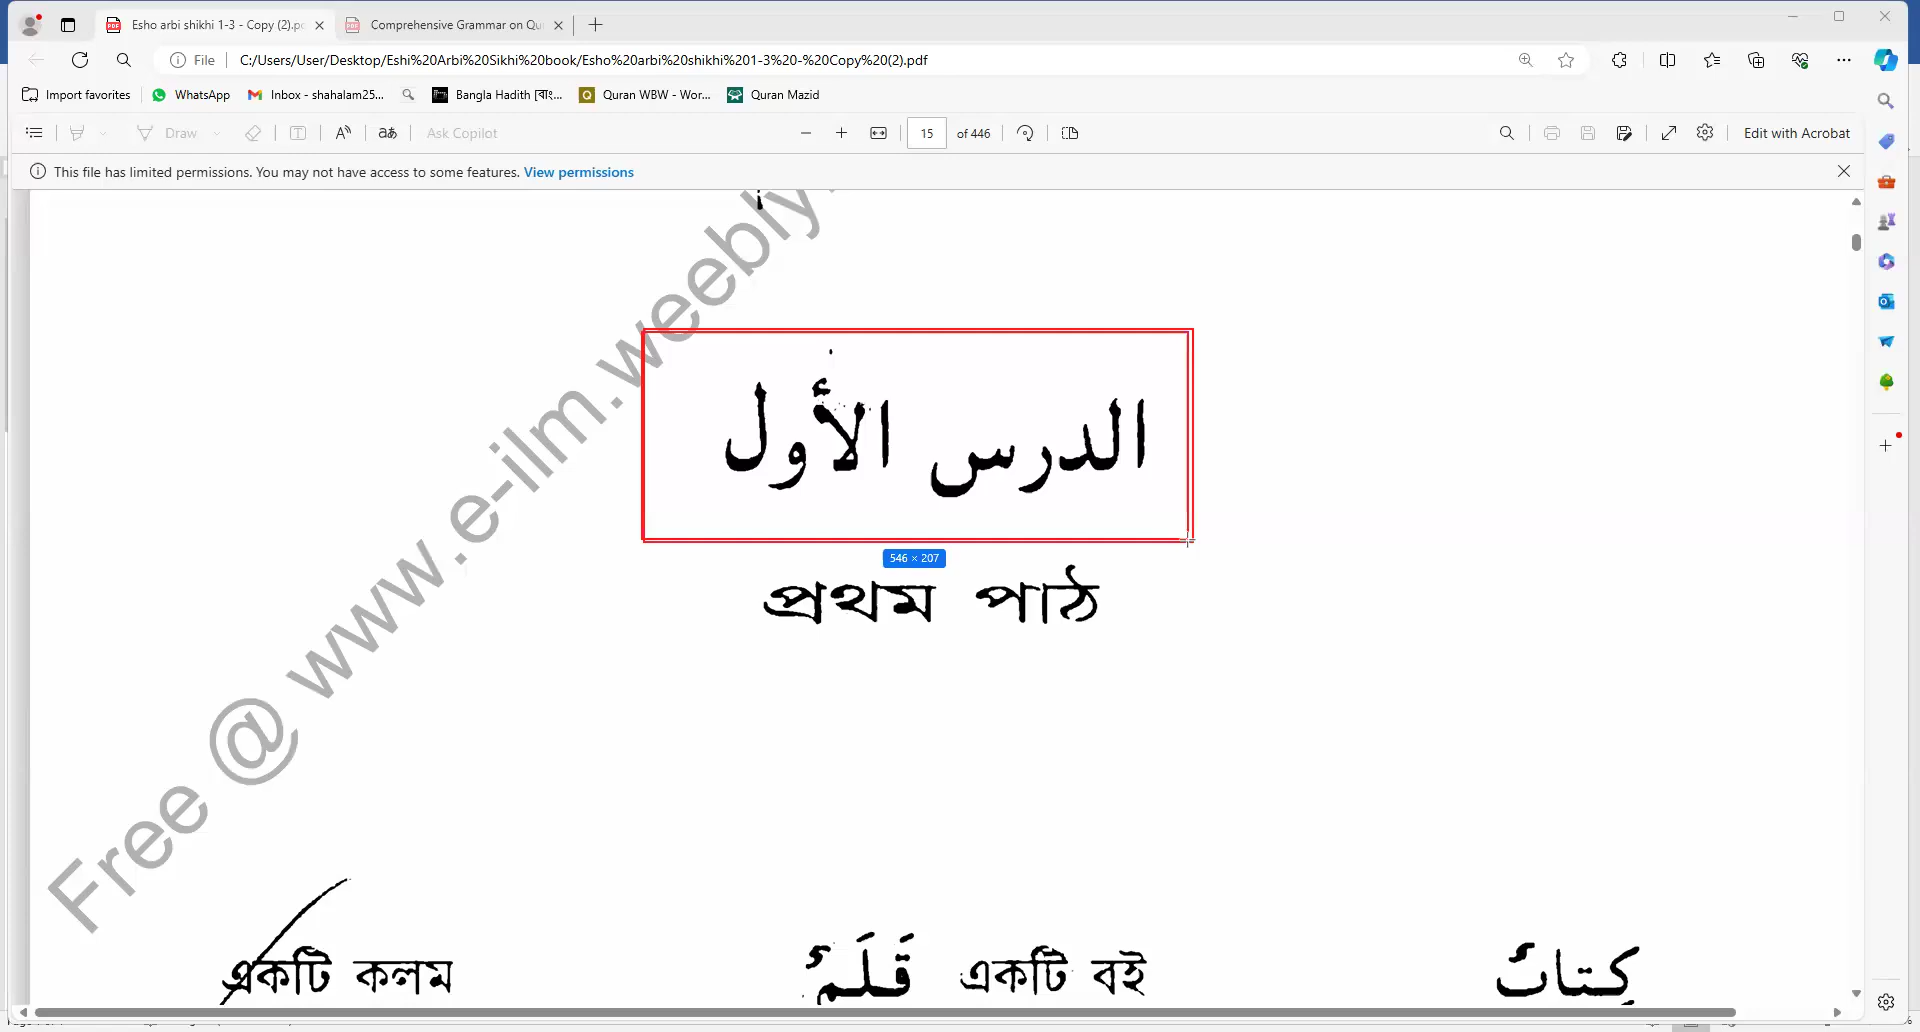 Esho arbi shikhi 1-3 - Copy (2).pd
Comprehensive Grammar on Qu
File
C:/Users/User/Desktop/Eshi%20Arbi%20Sikhi%20book/Esho%20arbi%20shikhi%201-3%20-%20Copy%20(2).pdf
Import favorites
WhatsApp
Inbox - shahalam25...
Bangla Hadith [বাং...
Quran WBW - Wor...
Quran Mazid
Draw
Ask Copilot
15 of 446
Edit with Acrobat
This file has limited permissions. You may not have access to some features. View permissions
Free @ www.e-ilm.weebly.
الدرس الأول
546 × 207
প্রথম পাঠ
كِتابٌ একটি বই قَلَمٌ একটি কলম